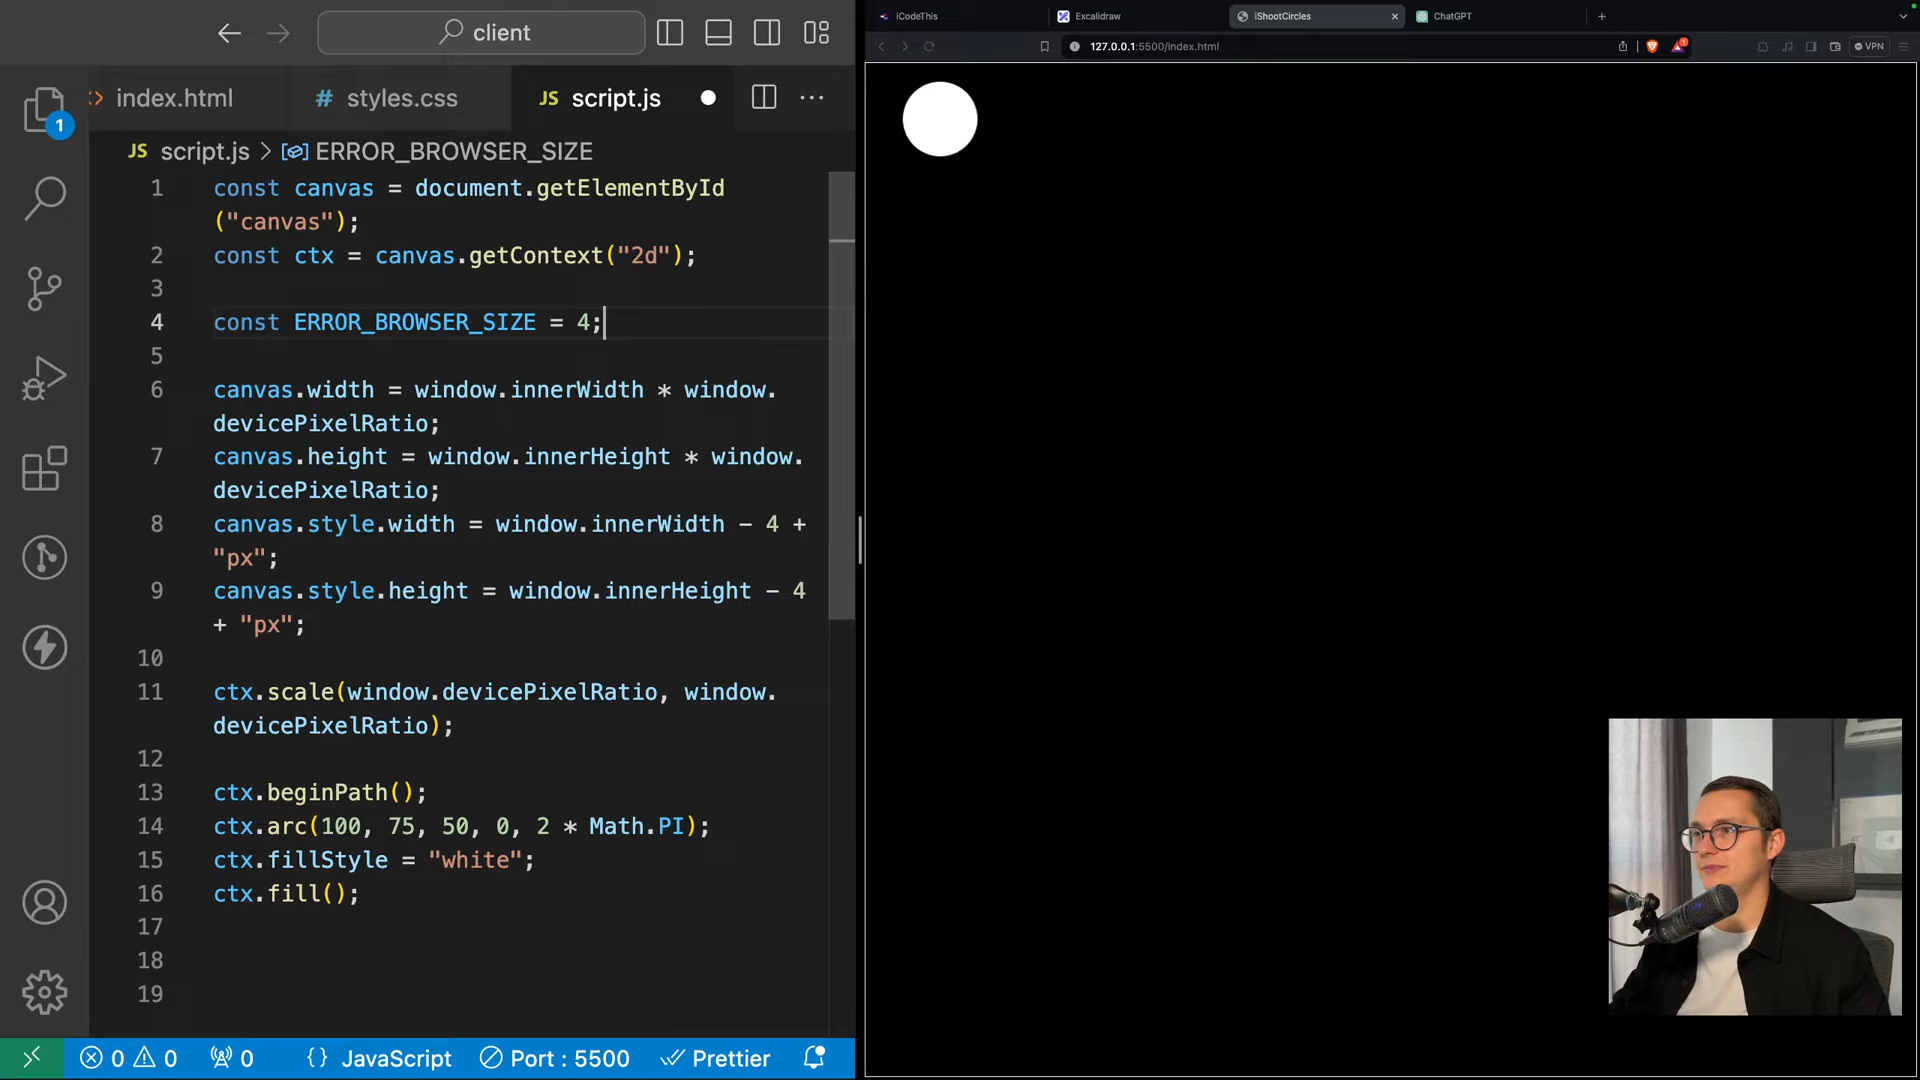 client
index.html
# styles.css
JS script.js
JS script.js > ERROR_BROWSER_SIZE
1 const canvas = document.getElementById
("canvas");
2 const ctx = canvas.getContext("2d");
3
4 const ERROR_BROWSER_SIZE = 4;
5
6 canvas.width = window.innerWidth * window.
devicePixelRatio;
7 canvas.height = window.innerHeight * window.
devicePixelRatio;
8 canvas.style.width = window.innerWidth - 4 +
"px";
9 canvas.style.height = window.innerHeight - 4
+ "px";
10
11 ctx.scale(window.devicePixelRatio, window.
devicePixelRatio);
12
13 ctx.beginPath();
14 ctx.arc(100, 75, 50, 0, 2 * Math.PI);
15 ctx.fillStyle = "white";
16 ctx.fill();
17
18
19
1
0 0 0 {} JavaScript Port : 5500 Prettier
iCodeThis
Excalidraw
iShootCircles
ChatGPT
127.0.0.1:5500/index.html
1
VPN